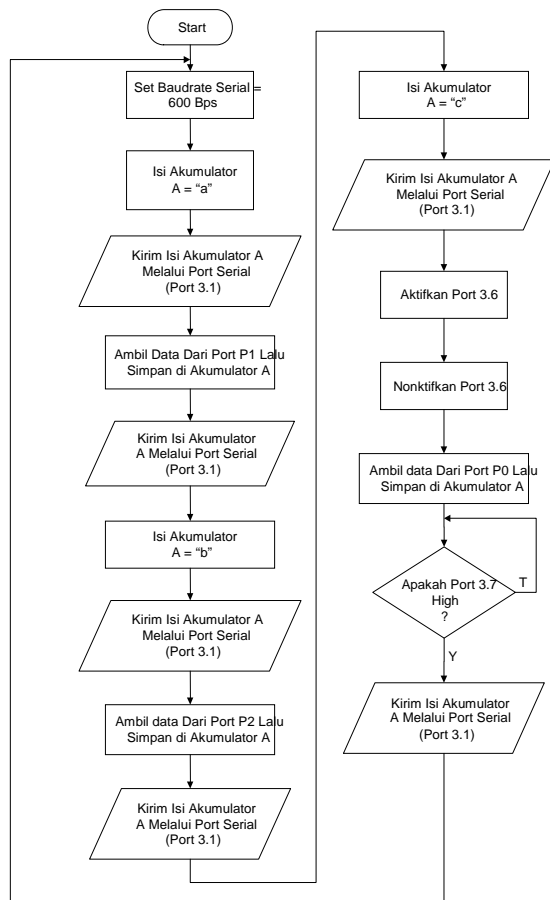 Start
Set Baudrate Serial =
600 Bps
Isi Akumulator
A = “a”
Kirim Isi Akumulator A
Melalui Port Serial
(Port 3.1)
Ambil Data Dari Port P1 Lalu
Simpan di Akumulator A
Kirim Isi Akumulator
A Melalui Port Serial
(Port 3.1)
Isi Akumulator
A = “b”
Kirim Isi Akumulator A
Melalui Port Serial
(Port 3.1)
Ambil data Dari Port P2 Lalu
Simpan di Akumulator A
Kirim Isi Akumulator
A Melalui Port Serial
(Port 3.1)
Isi Akumulator
A = “c”
Kirim Isi Akumulator A
Melalui Port Serial
(Port 3.1)
Aktifkan Port 3.6
Nonktifkan Port 3.6
Ambil data Dari Port P0 Lalu
Simpan di Akumulator A
Apakah Port 3.7
High
?
T
Y
Kirim Isi Akumulator
A Melalui Port Serial
(Port 3.1)